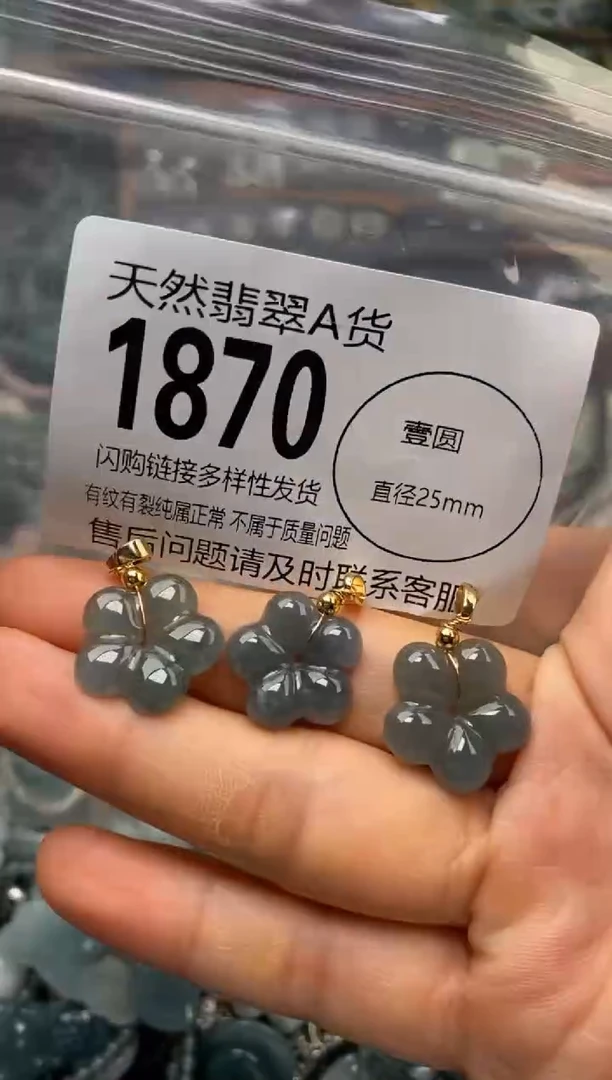 天然翡翠A货
1870
壹圆
直径25mm
闪购链接多样性发货
有纹有裂纯属正常 不属于质量问题
售后问题请及时联系客服